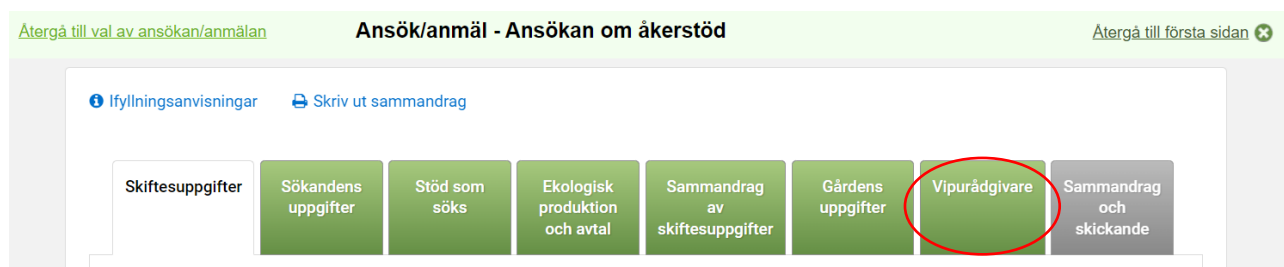 Återgå till val av ansökan/anmälan Ansök/anmäl - Ansökan om åkerstöd Återgå till första sidan
Ifyllningsanvisningar Skriv ut sammandrag
Skiftesuppgifter
Sökandens
uppgifter
Stöd som
söks
Ekologisk
produktion
och avtal
Sammandrag
av
skiftesuppgifter
Gårdens
uppgifter
Vipurådgivare
Sammandrag
och
skickande